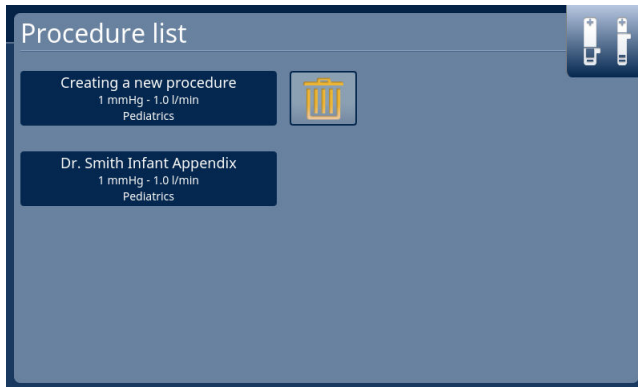 Procedure list
Creating a new procedure
1 mmHg - 1.0 l/min
Pediatrics
Dr. Smith Infant Appendix
1 mmHg - 1.0 l/min
Pediatrics